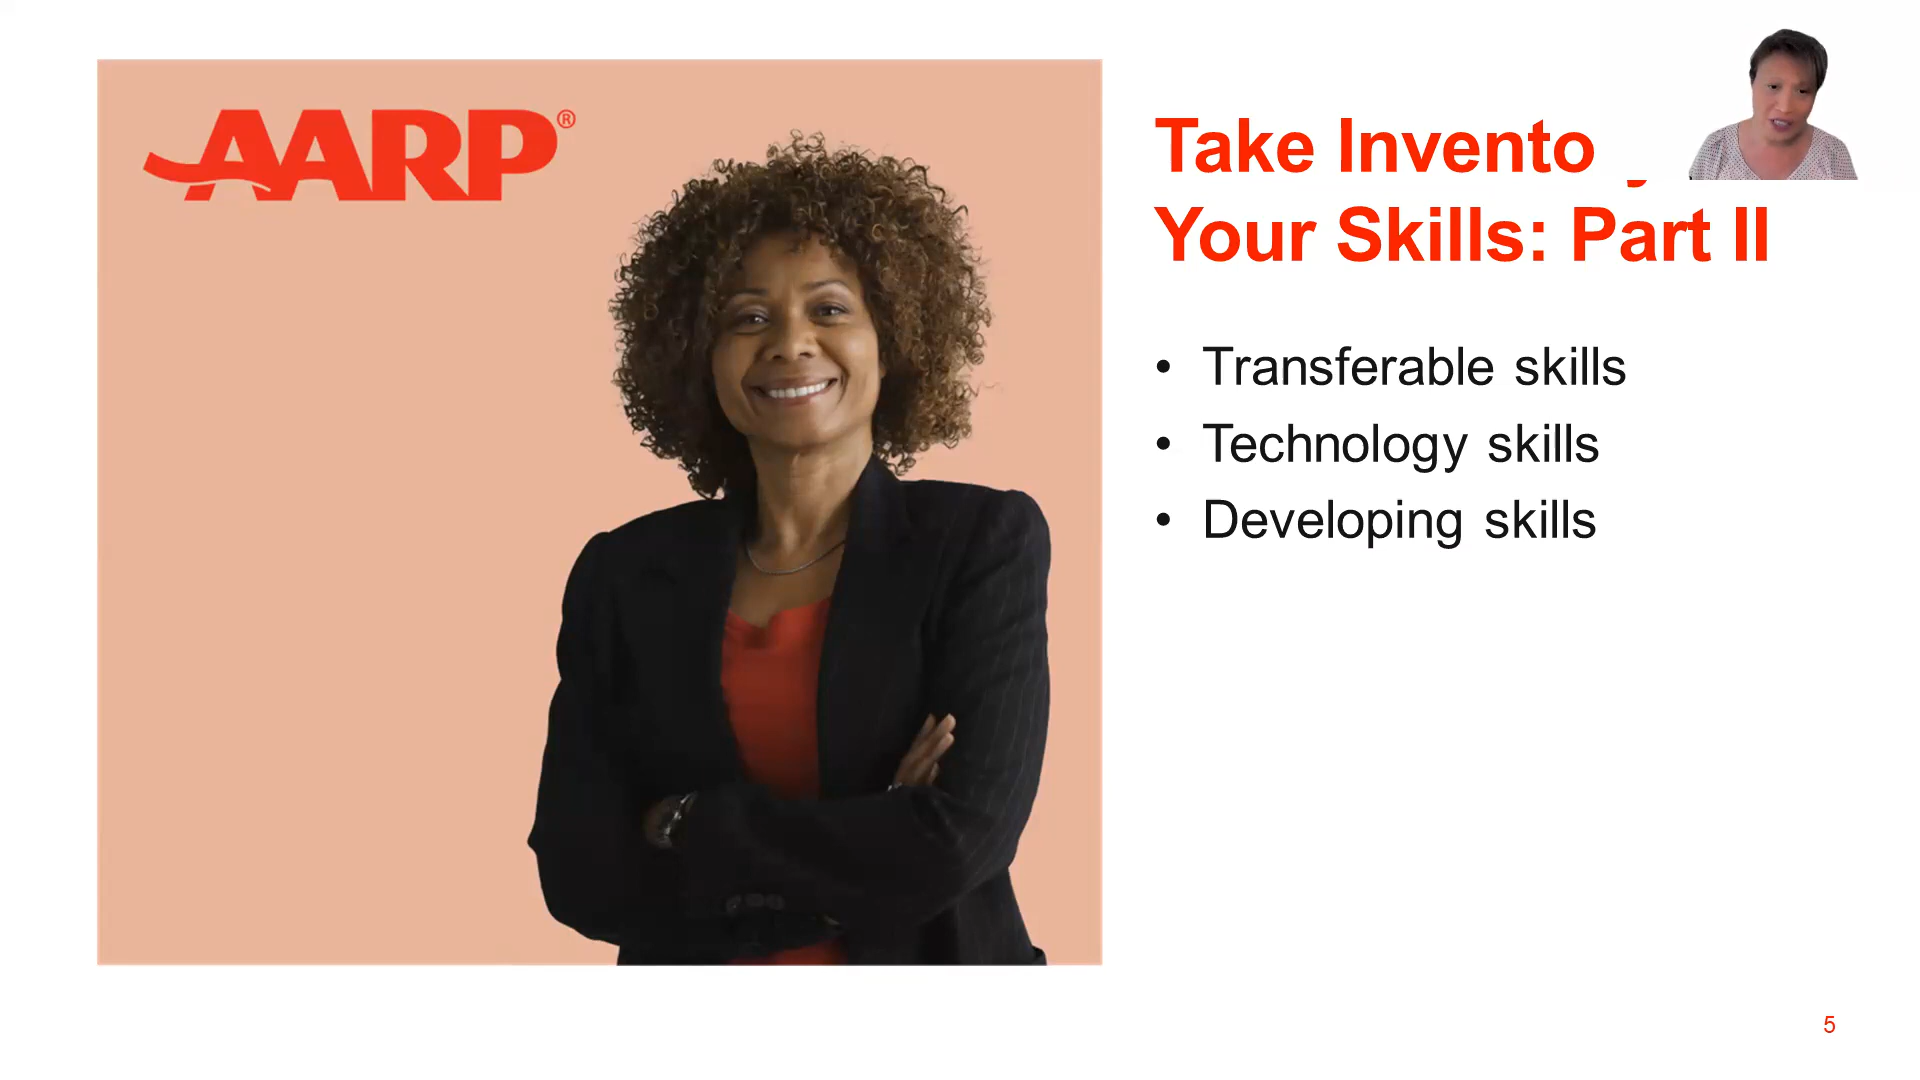 AARP®
Take Invento
Your Skills: Part II
• Transferable skills
• Technology skills
• Developing skills
5